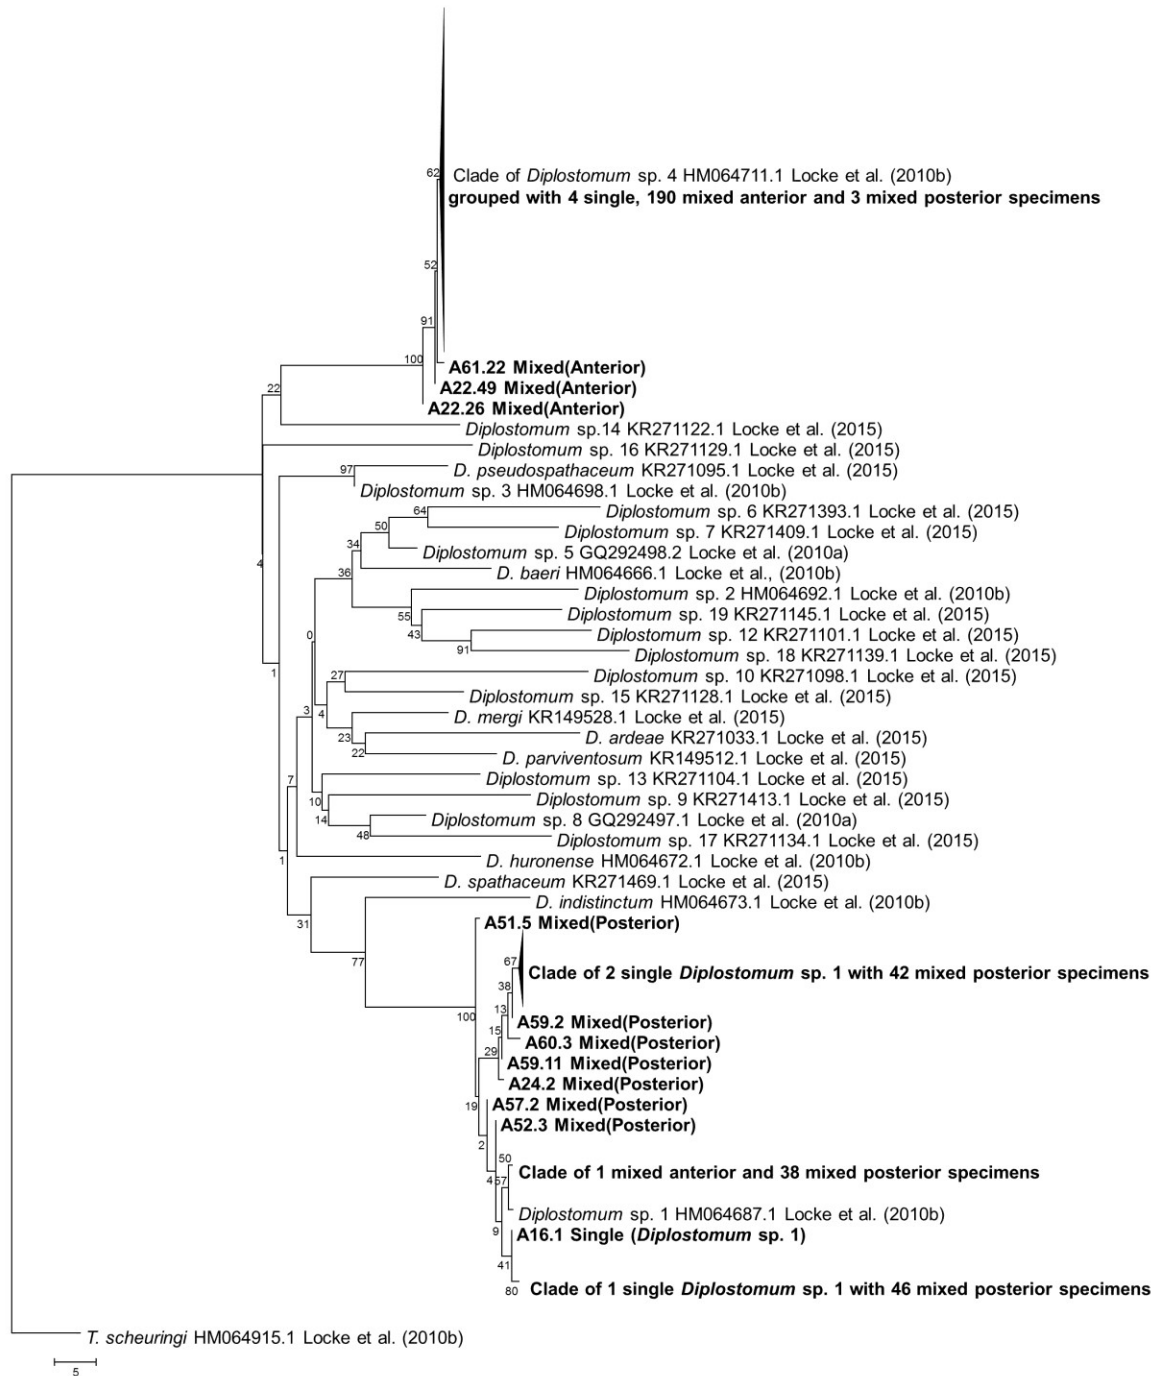 62
Clade of Diplostomum sp. 4 HM064711.1 Locke et al. (2010b)
grouped with 4 single, 190 mixed anterior and 3 mixed posterior specimens
52
91
100
A61.22 Mixed(Anterior)
22
A22.49 Mixed(Anterior)
A22.26 Mixed(Anterior)
Diplostomum sp.14 KR271122.1 Locke et al. (2015)
Diplostomum sp. 16 KR271129.1 Locke et al. (2015)
97
D. pseudospathaceum KR271095.1 Locke et al. (2015)
Diplostomum sp. 3 HM064698.1 Locke et al. (2010b)
64
Diplostomum sp. 6 KR271393.1 Locke et al. (2015)
50
Diplostomum sp. 7 KR271409.1 Locke et al. (2015)
34
Diplostomum sp. 5 GQ292498.2 Locke et al. (2010a)
4
36
D. baeri HM064666.1 Locke et al., (2010b)
Diplostomum sp. 2 HM064692.1 Locke et al. (2010b)
55
Diplostomum sp. 19 KR271145.1 Locke et al. (2015)
0
43
Diplostomum sp. 12 KR271101.1 Locke et al. (2015)
91
Diplostomum sp. 18 KR271139.1 Locke et al. (2015)
1
27
Diplostomum sp. 10 KR271098.1 Locke et al. (2015)
Diplostomum sp. 15 KR271128.1 Locke et al. (2015)
3
4
D. mergi KR149528.1 Locke et al. (2015)
23
D. ardeae KR271033.1 Locke et al. (2015)
22
D. parviventosum KR149512.1 Locke et al. (2015)
7
Diplostomum sp. 13 KR271104.1 Locke et al. (2015)
10
Diplostomum sp. 9 KR271413.1 Locke et al. (2015)
14
Diplostomum sp. 8 GQ292497.1 Locke et al. (2010a)
48
Diplostomum sp. 17 KR271134.1 Locke et al. (2015)
1
D. huronense HM064672.1 Locke et al. (2010b)
D. spathaceum KR271469.1 Locke et al. (2015)
D. indistinctum HM064673.1 Locke et al. (2010b)
31
A51.5 Mixed(Posterior)
77
67
Clade of 2 single Diplostomum sp. 1 with 42 mixed posterior specimens
38
13
100
A59.2 Mixed(Posterior)
15
A60.3 Mixed(Posterior)
29
A59.11 Mixed(Posterior)
A24.2 Mixed(Posterior)
19
A57.2 Mixed(Posterior)
A52.3 Mixed(Posterior)
2
50
Clade of 1 mixed anterior and 38 mixed posterior specimens
4
57
Diplostomum sp. 1 HM064687.1 Locke et al. (2010b)
9
A16.1 Single (Diplostomum sp. 1)
41
80
Clade of 1 single Diplostomum sp. 1 with 46 mixed posterior specimens
T. scheuringi HM064915.1 Locke et al. (2010b)
5